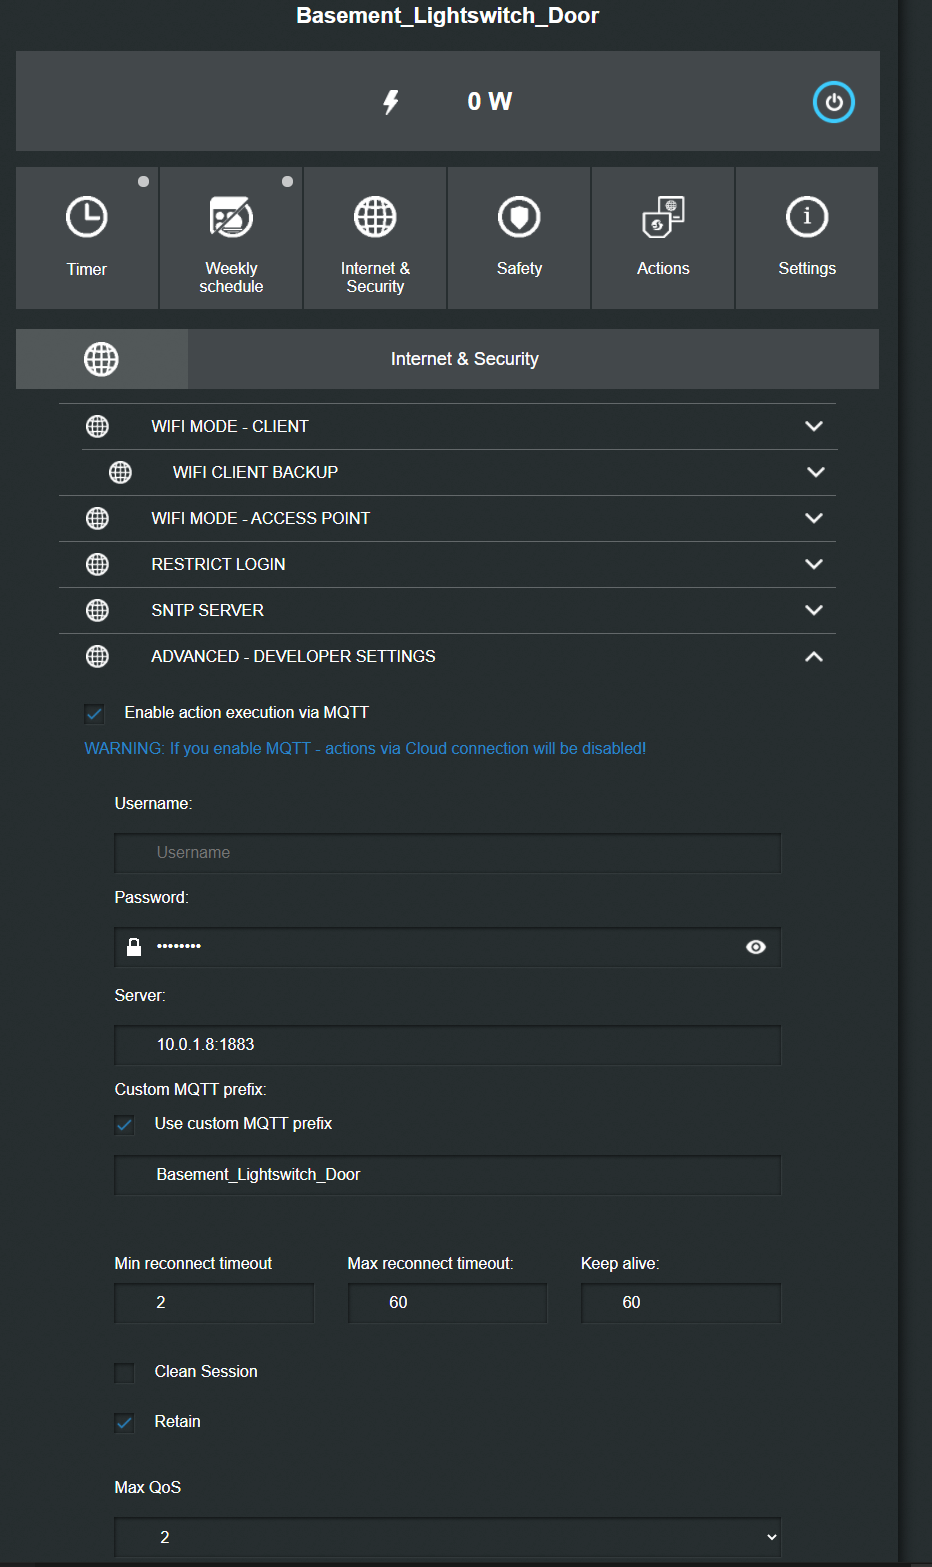 Basement_Lightswitch_Door
0 W
Timer
Weekly
schedule
Internet &
Security
Safety
Actions
Settings
Internet & Security
WIFI MODE - CLIENT
WIFI CLIENT BACKUP
WIFI MODE - ACCESS POINT
RESTRICT LOGIN
SNTP SERVER
ADVANCED - DEVELOPER SETTINGS
Enable action execution via MQTT
WARNING: If you enable MQTT - actions via Cloud connection will be disabled!
Username:
Username
Password:
••••••••
Server:
10.0.1.8:1883
Custom MQTT prefix:
Use custom MQTT prefix
Basement_Lightswitch_Door
Min reconnect timeout
Max reconnect timeout:
Keep alive:
2
60
60
Clean Session
Retain
Max QoS
2